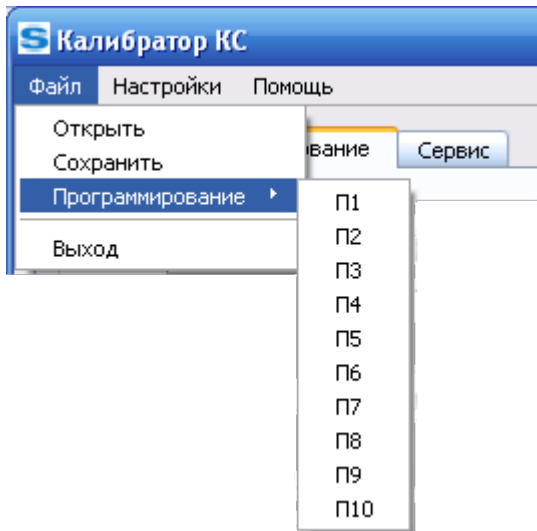 Калибратор КС
Файл Настройки Помощь
Открыть
Сохранить
Программирование
Выход
Сервис
П1
П2
П3
П4
П5
П6
П7
П8
П9
П10